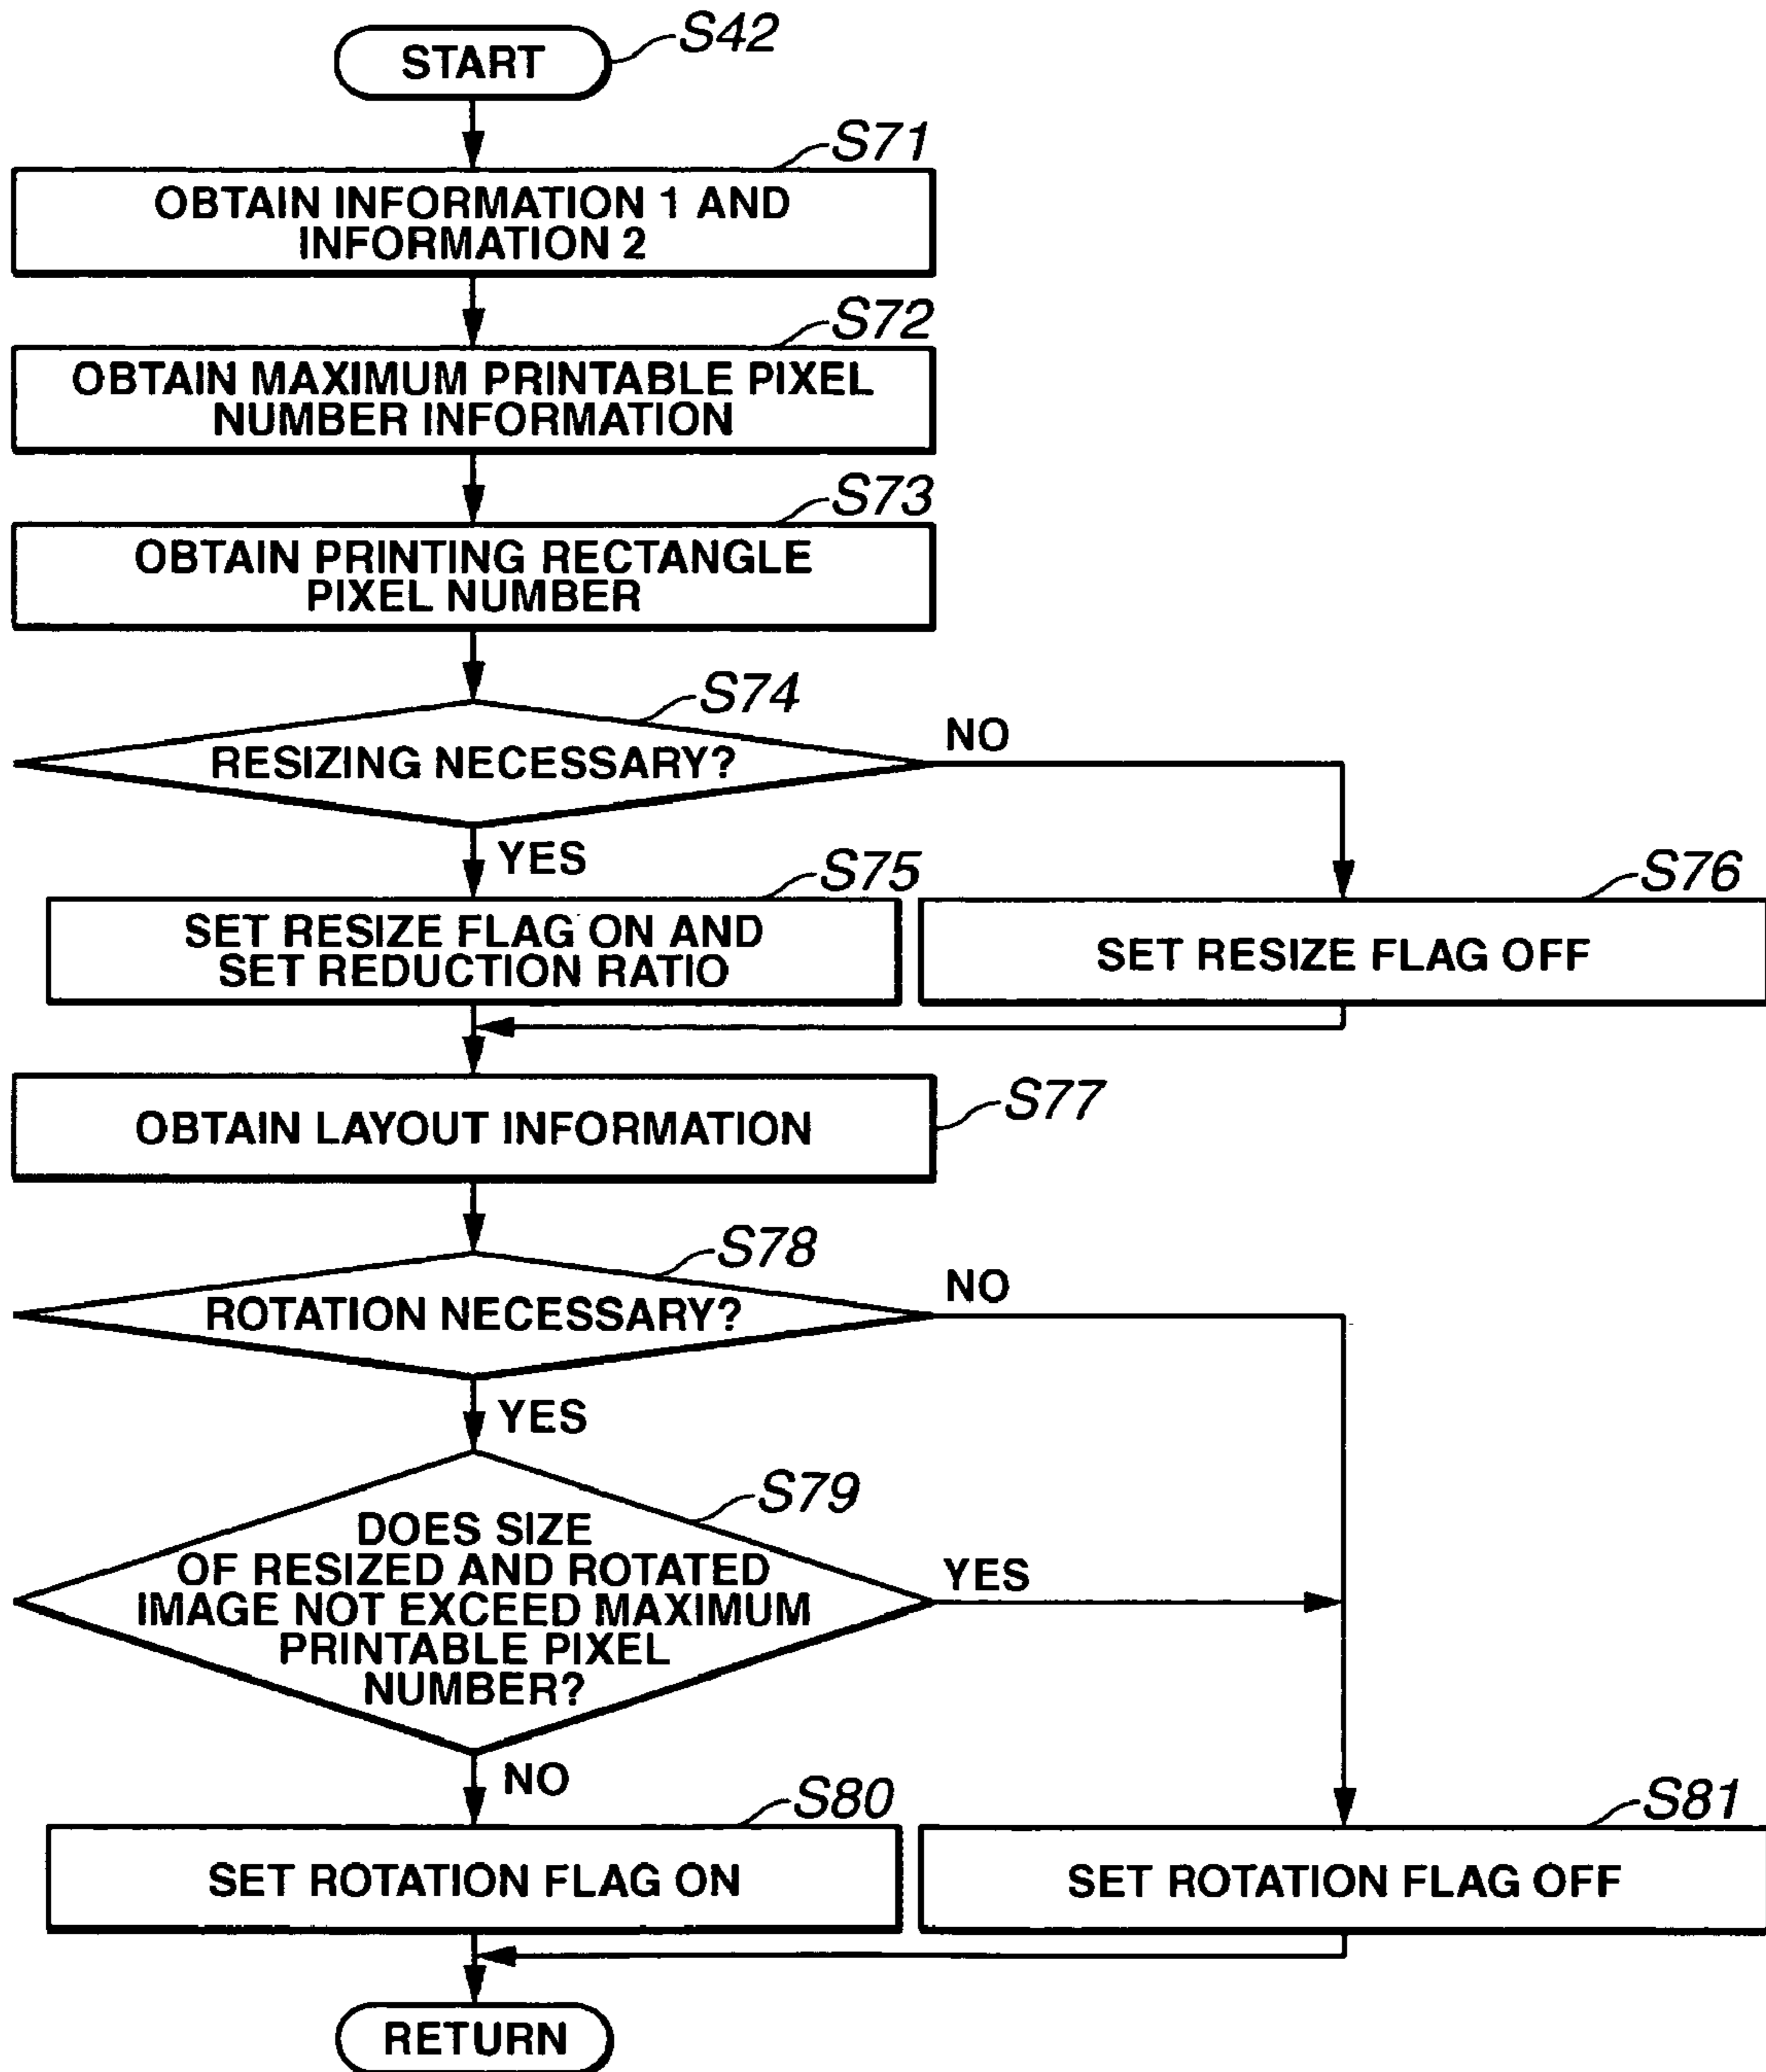 START
S42
S71
OBTAIN INFORMATION 1 AND
INFORMATION 2
S72
OBTAIN MAXIMUM PRINTABLE PIXEL
NUMBER INFORMATION
S73
OBTAIN PRINTING RECTANGLE
PIXEL NUMBER
S74
RESIZING NECESSARY?
NO
YES
S75
SET RESIZE FLAG ON AND
SET REDUCTION RATIO
S76
SET RESIZE FLAG OFF
S77
OBTAIN LAYOUT INFORMATION
S78
ROTATION NECESSARY?
NO
YES
S79
DOES SIZE
OF RESIZED AND ROTATED
IMAGE NOT EXCEED MAXIMUM
PRINTABLE PIXEL
NUMBER?
YES
NO
S80
SET ROTATION FLAG ON
S81
SET ROTATION FLAG OFF
RETURN